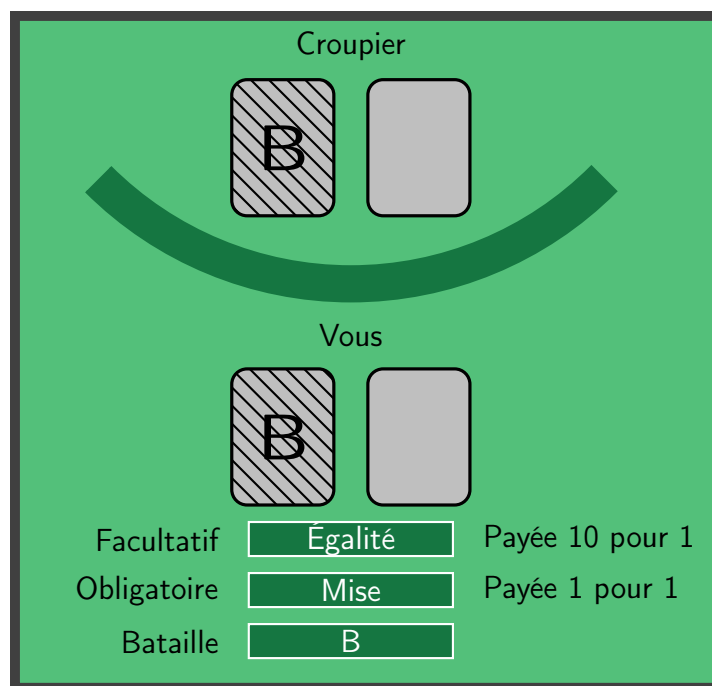 Croupier
B
Vous
B
Facultatif Égalité Payée 10 pour 1
Obligatoire Mise Payée 1 pour 1
Bataille B